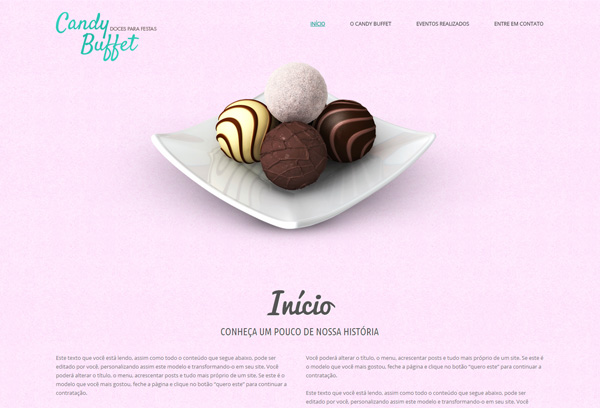 Candy
DOCES PARA FESTAS
Buffet
INÍCIO
O CANDY BUFFET
EVENTOS REALIZADOS
ENTRE EM CONTATO
Início
CONHEÇA UM POUCO DE NOSSA HISTÓRIA
Este texto que você está lendo, assim como todo o conteúdo que segue abaixo, pode ser
editado por você, personalizando assim este modelo e transformando-o em seu site. Você
poderá alterar o título, o menu, acrescentar posts e tudo mais próprio de um site. Se este é o
modelo que você mais gostou, feche a página e clique no botão "quero este" para continuar a
contratação.
Você poderá alterar o título, o menu, acrescentar posts e tudo mais próprio de um site. Se este é
o modelo que você mais gostou, feche a página e clique no botão "quero este" para continuar a
contratação.
Este texto que você está lendo, assim como todo o conteúdo que segue abaixo, pode ser
editado por você, personalizando assim este modelo e transformando-o em seu site. Você